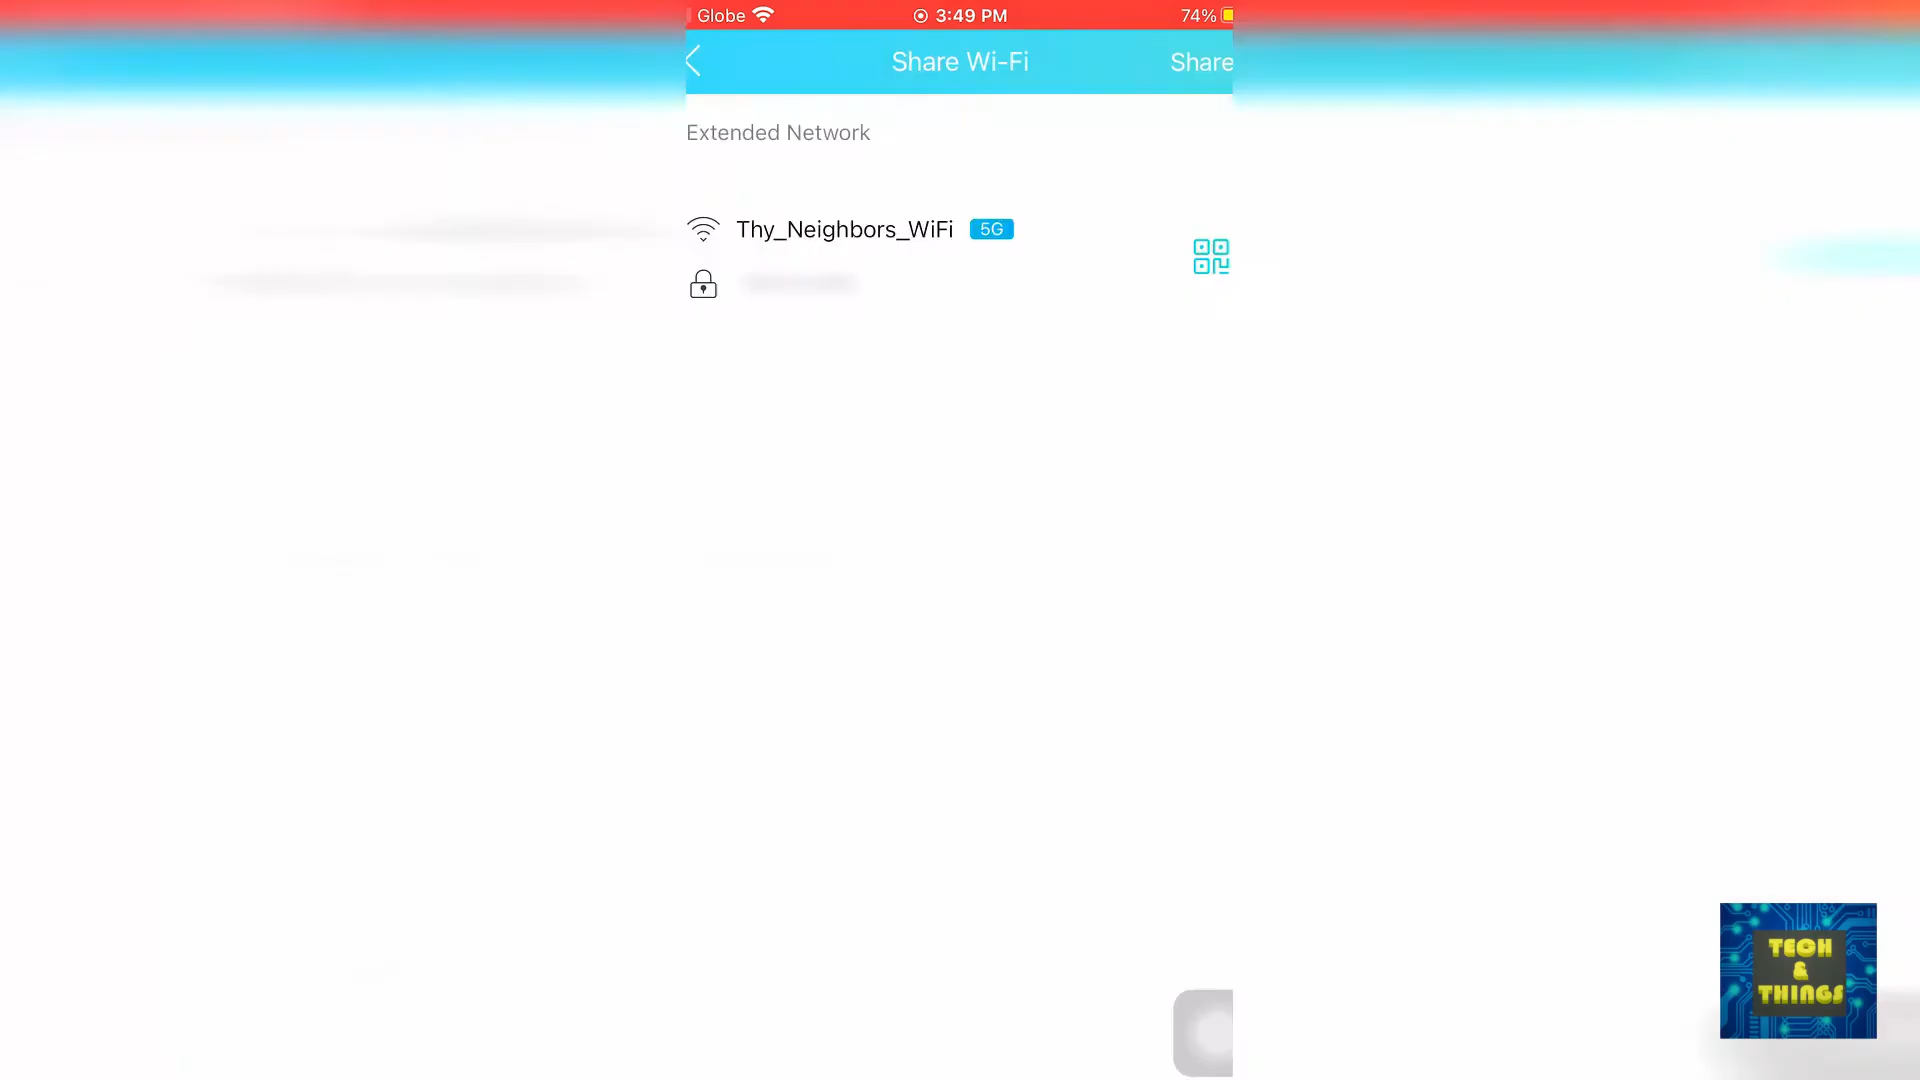 Globe 3:49 PM 74%
Share Wi-Fi Share
Extended Network
Thy_Neighbors_WiFi 5G
TECH
&
THINGS